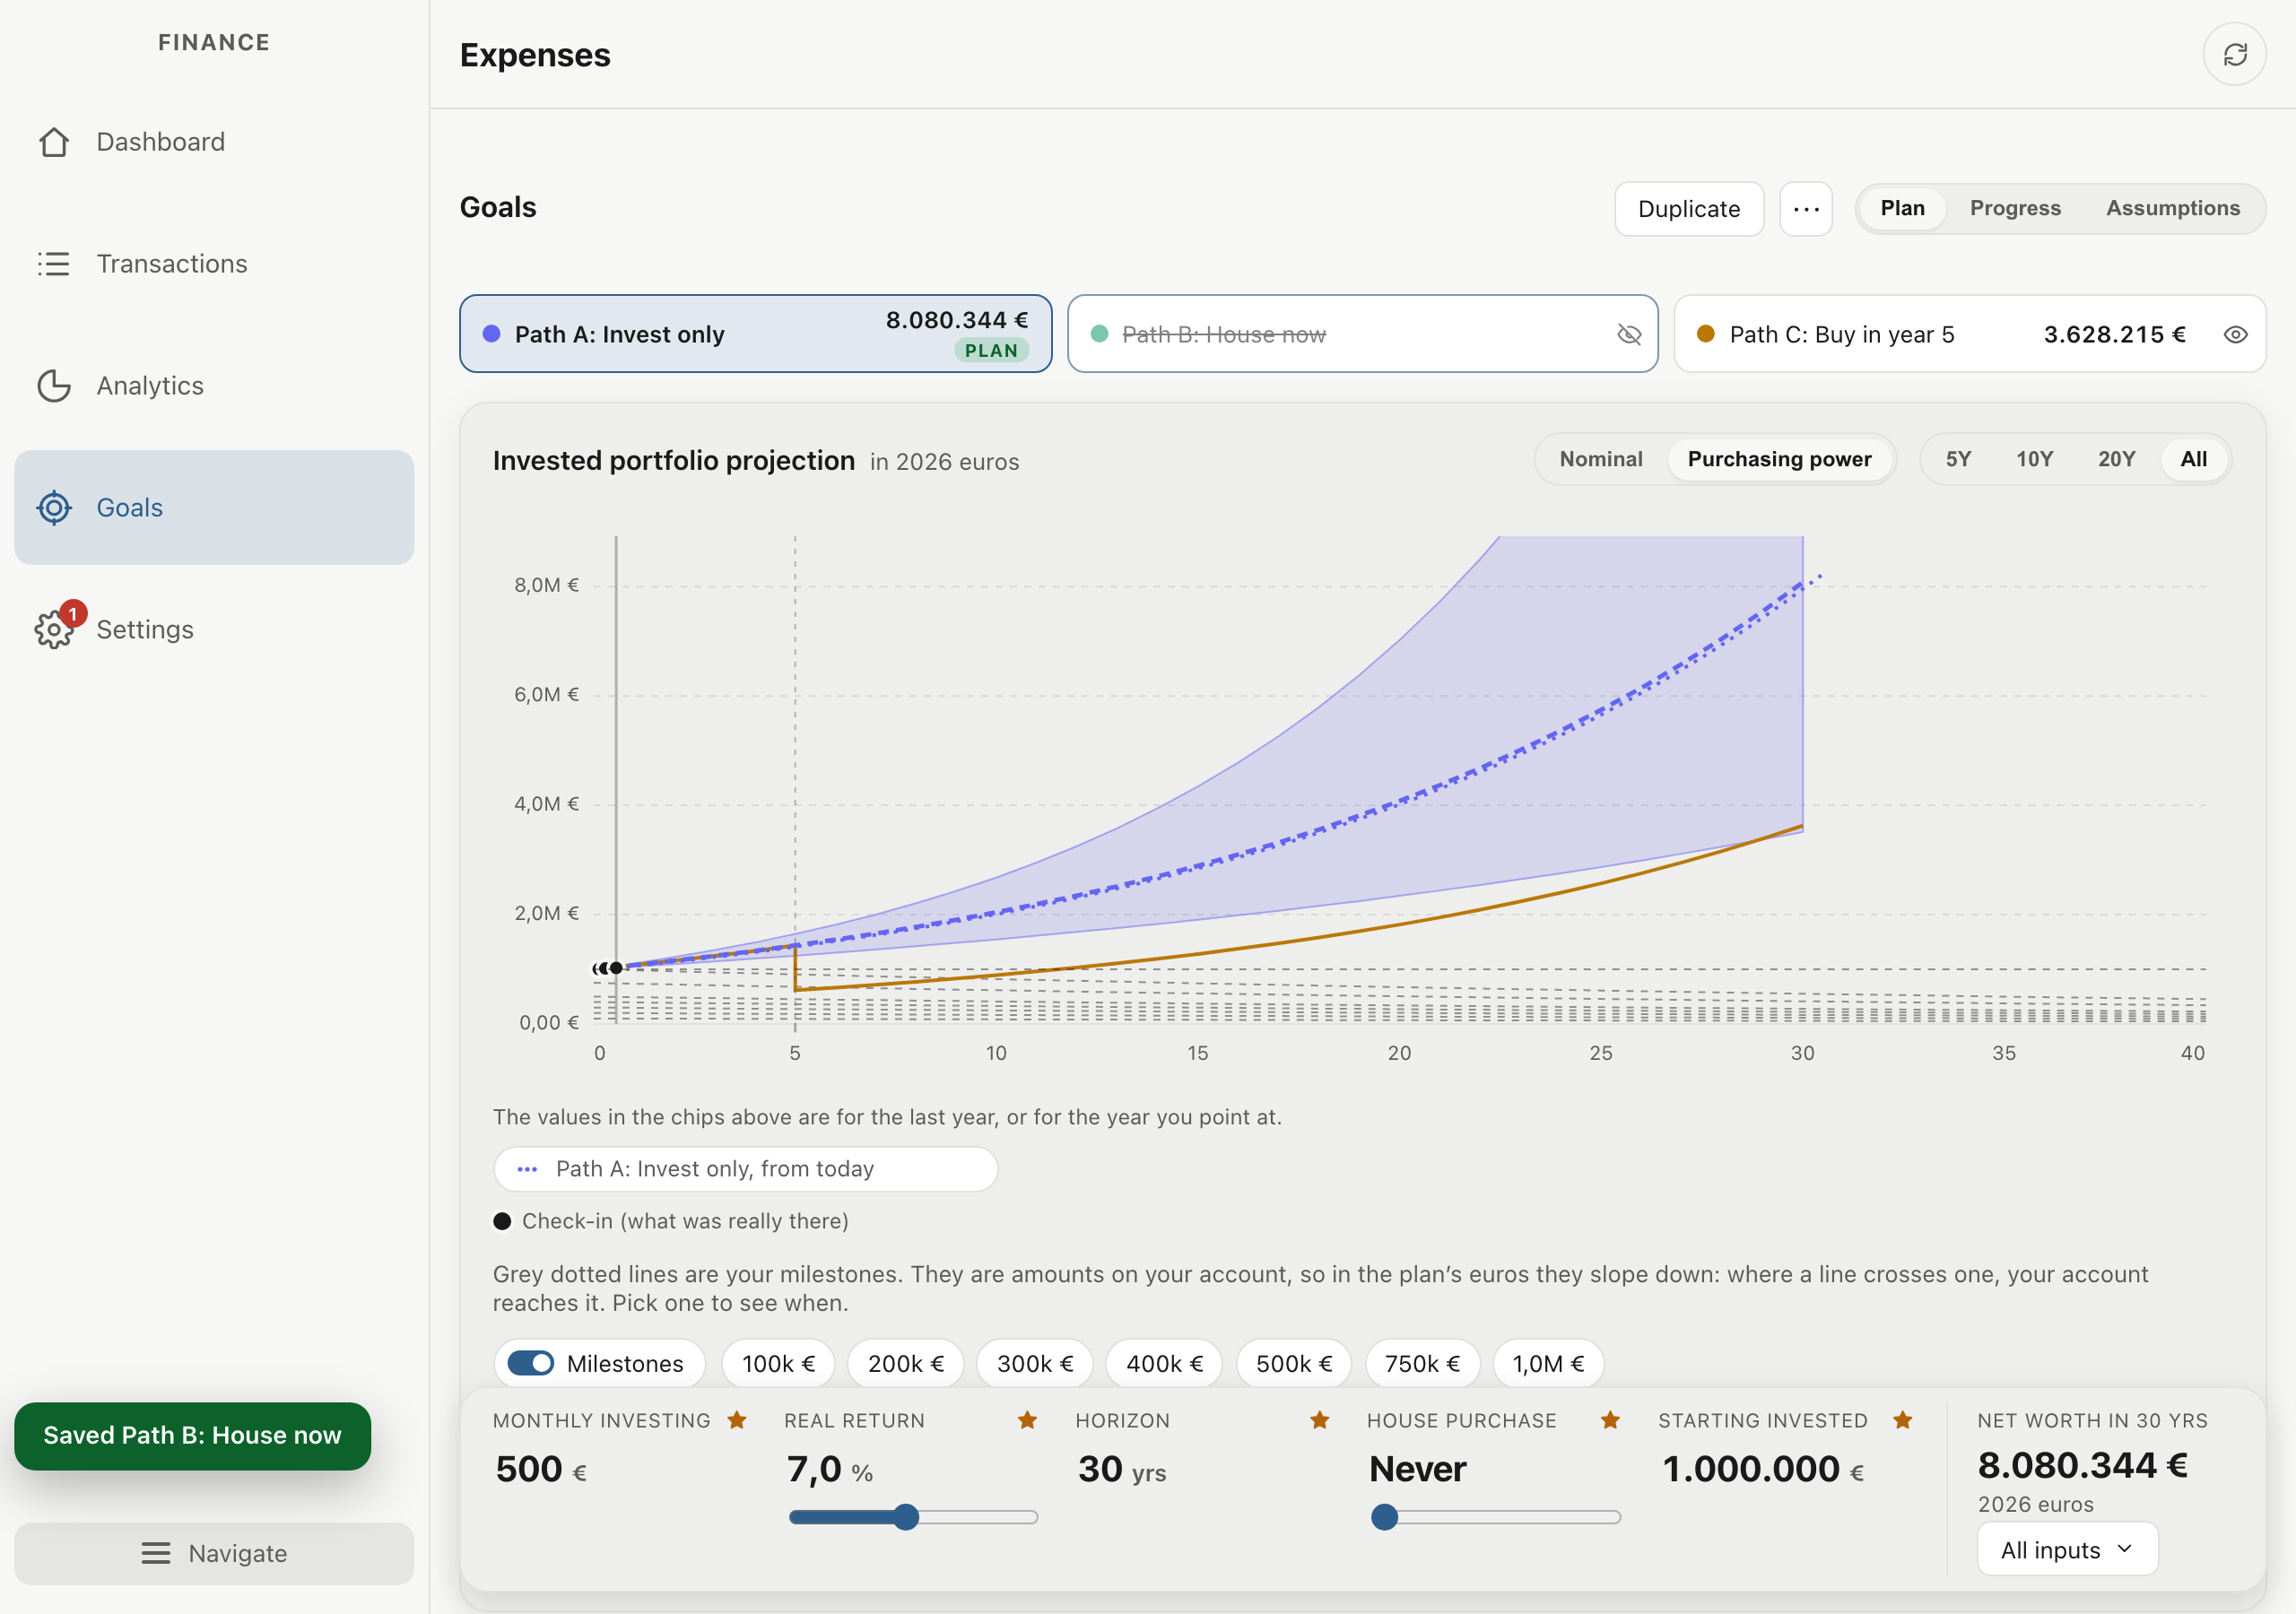 FINANCE
Dashboard
Transactions
Analytics
Goals
1
Settings
Saved Path B: House now
Navigate
Expenses
Goals
Duplicate
...
Plan
Progress
Assumptions
Path A: Invest only
8.080.344 €
PLAN
Path B: House now
Path C: Buy in year 5
3.628.215 €
Invested portfolio projection in 2026 euros
Nominal
Purchasing power
5Y
10Y
20Y
All
8,0M €
6,0M €
4,0M €
2,0M €
0,00 €
0
5
10
15
20
25
30
35
40
The values in the chips above are for the last year, or for the year you point at.
Path A: Invest only, from today
Check-in (what was really there)
Grey dotted lines are your milestones. They are amounts on your account, so in the plan’s euros they slope down: where a line crosses one, your account
reaches it. Pick one to see when.
Milestones
100k €
200k €
300k €
400k €
500k €
750k €
1,0M €
MONTHLY INVESTING
500 €
REAL RETURN
7,0 %
HORIZON
30 yrs
HOUSE PURCHASE
Never
STARTING INVESTED
1.000.000 €
NET WORTH IN 30 YRS
8.080.344 €
2026 euros
All inputs